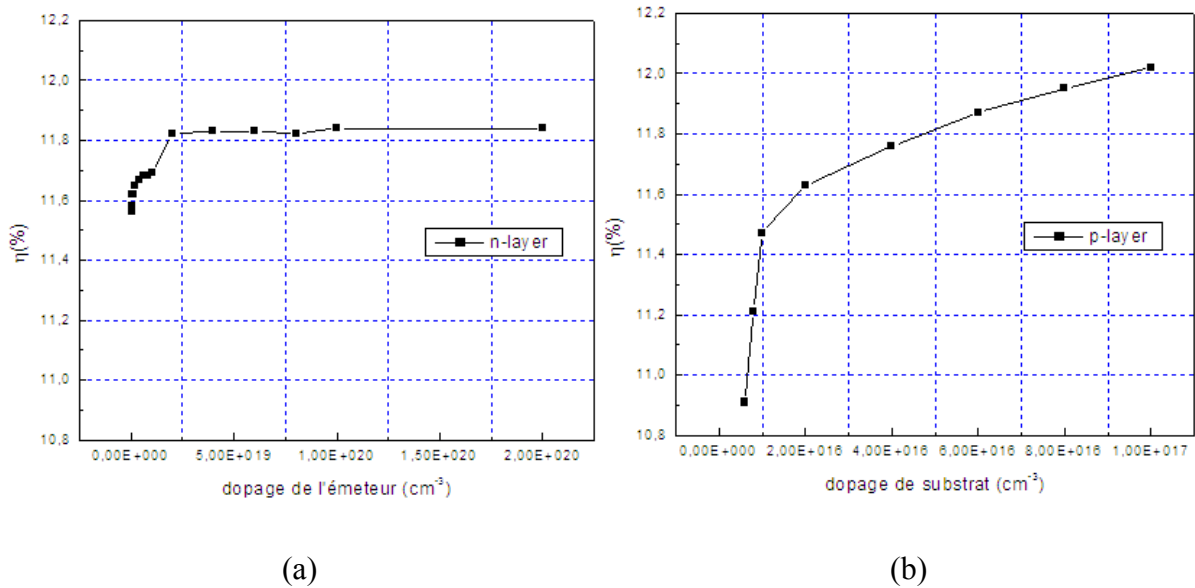 12,2
12,0
11,8
11,6
11,4
11,2
11,0
10,8
η(%)
n-layer
0,00E+000 5,00E+019 1,00E+020 1,50E+020 2,00E+020
dopage de l'émeteur (cm-3)
(a)
12,2
12,0
11,8
11,6
11,4
11,2
11,0
10,8
η(%)
p-layer
0,00E+000 2,00E+016 4,00E+016 6,00E+016 8,00E+016 1,00E+017
dopage de substrat (cm-3)
(b)